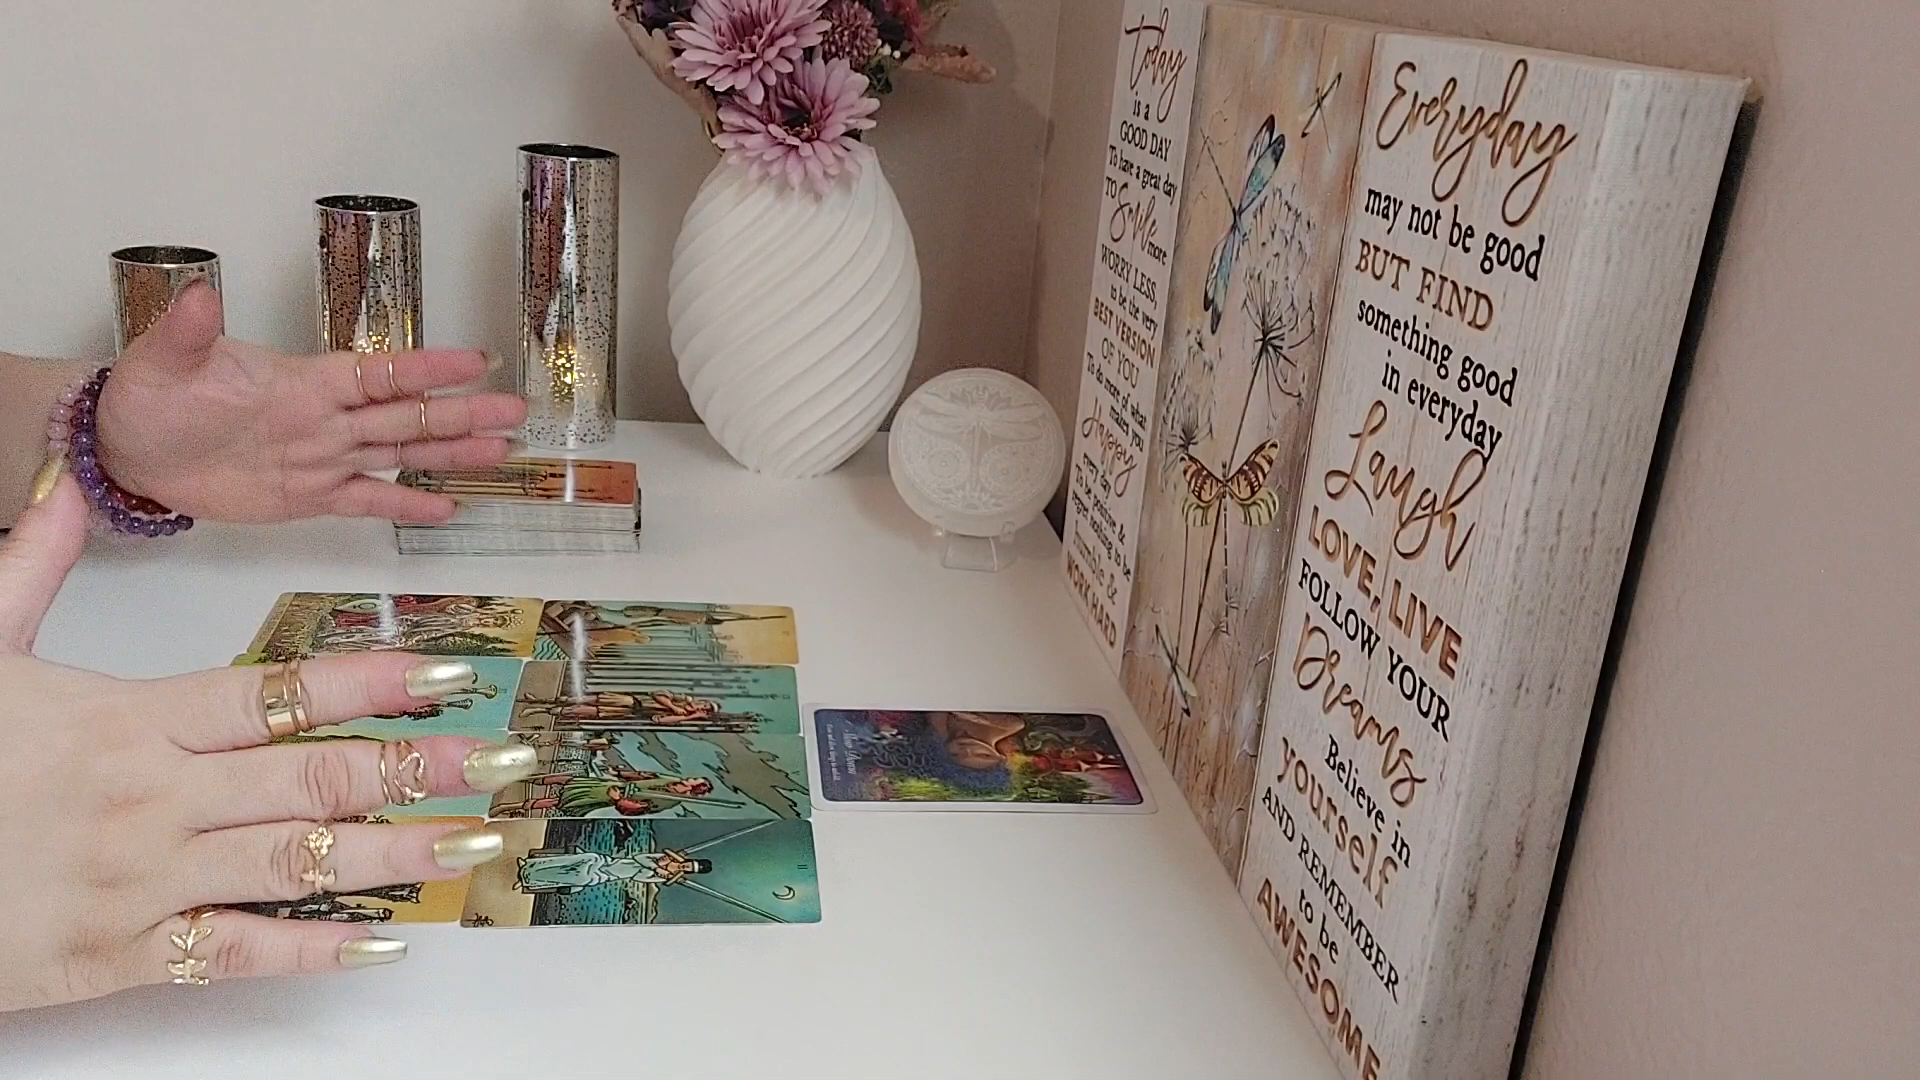 Today
is a
GOOD DAY
To have a great day
TO Smile more
WORRY LESS,
to be the very
BEST VERSION
OF YOU
To do more of what
makes you
Happy
every day
To be positive &
regret nothing to be
humble &
WORK HARD
Everyday
may not be good
BUT FIND
something good
in everyday
Laugh
LOVE, LIVE
FOLLOW YOUR
Dreams
Believe in
yourself
AND REMEMBER
to be
AWESOME
II